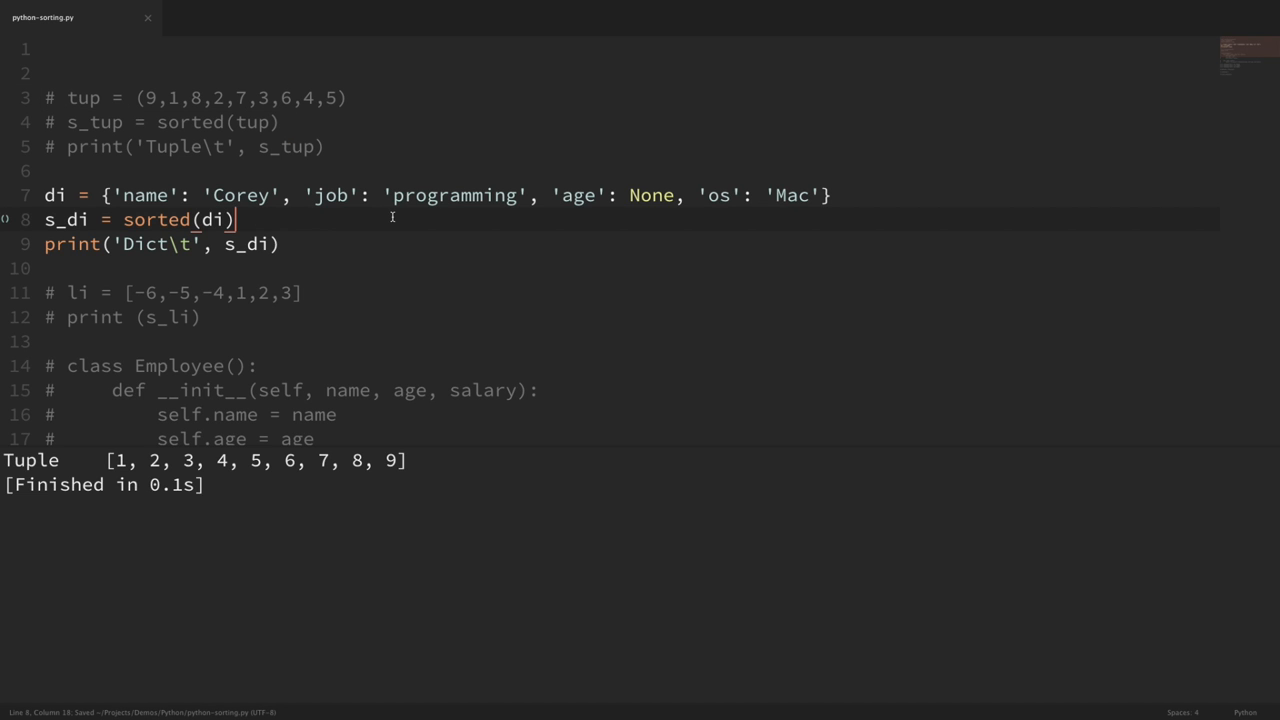 python-sorting.py ×
1
2
3 # tup = (9,1,8,2,7,3,6,4,5)
4 # s_tup = sorted(tup)
5 # print('Tuple\t', s_tup)
6
7 di = {'name': 'Corey', 'job': 'programming', 'age': None, 'os': 'Mac'}
8 s_di = sorted(di)
9 print('Dict\t', s_di)
10
11 # li = [-6,-5,-4,1,2,3]
12 # print (s_li)
13
14 # class Employee():
15 #     def __init__(self, name, age, salary):
16 #         self.name = name
17 #         self.age = age
Tuple    [1, 2, 3, 4, 5, 6, 7, 8, 9]
[Finished in 0.1s]
Line 8, Column 18: Saved ~/Projects/Demos/Python/python-sorting.py (UTF-8) Spaces: 4 Python